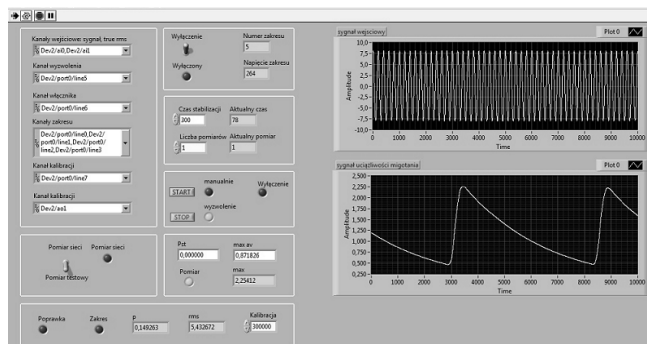 Kanały wejściowe: sygnał, true rms
Dev2/ai0,Dev2/ai1
Kanał wyzwolenia
Dev2/port0/line5
Kanał włącznika
Dev2/port0/line6
Kanały zakresu
Dev2/port0/line0,Dev2/
port0/line1,Dev2/port0/
line2,Dev2/port0/line3
Kanał kalibracji
Dev2/port0/line7
Kanał kalibracji
Dev2/ao1
Wyłączenie
Numer zakresu
5
Wyłączony
Napięcie zakresu
264
Czas stabilizacji Aktualny czas
300 78
Liczba pomiarów Aktualny pomiar
1 1
manualnie
Wyłączenie
START
wyzwolenie
STOP
Pomiar sieci Pomiar sieci
Pomiar testowy
Pst max av
0,000000 0,871826
Pomiar max
2,25412
Poprawka Zakres P rms Kalibracja
0,149263 5,432672 300000
sygnał wejściowy Plot 0
Amplitude
10,0
7,5
5,0
2,5
0,0
-2,5
-5,0
-7,5
-10,0
0 1000 2000 3000 4000 5000 6000 7000 8000 9000 10000
Time
sygnał uciążliwości migotania Plot 0
Amplitude
2,500
2,250
2,000
1,750
1,500
1,250
1,000
0,750
0,500
0,250
0 1000 2000 3000 4000 5000 6000 7000 8000 9000 10000
Time